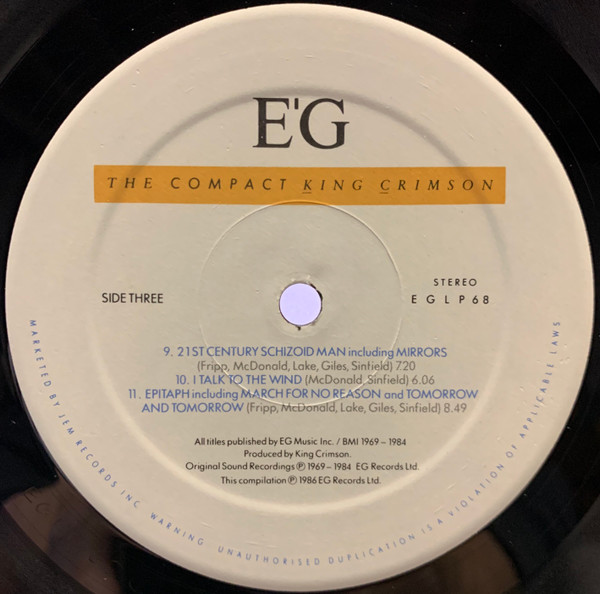 E'G
THE COMPACT KING CRIMSON
SIDE THREE
STEREO
EGLP68
9. 21ST CENTURY SCHIZOID MAN including MIRRORS
(Fripp, McDonald, Lake, Giles, Sinfield) 7.20
10. I TALK TO THE WIND (McDonald, Sinfield) 6.06
11. EPITAPH including MARCH FOR NO REASON and TOMORROW
AND TOMORROW (Fripp, McDonald, Lake, Giles, Sinfield) 8.49
All titles published by EG Music Inc. / BMI 1969 – 1984
Produced by King Crimson.
Original Sound Recordings ℗ 1969 – 1984 EG Records Ltd.
This compilation ℗ 1986 EG Records Ltd.
MARKETED BY JEM RECORDS INC. WARNING UNAUTHORISED DUPLICATION IS A VIOLATION OF APPLICABLE LAWS